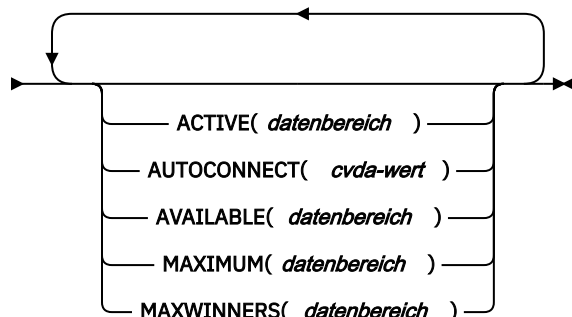 ACTIVE( datenbereich )
AUTOCONNECT( cvda-wert )
AVAILABLE( datenbereich )
MAXIMUM( datenbereich )
MAXWINNERS( datenbereich )